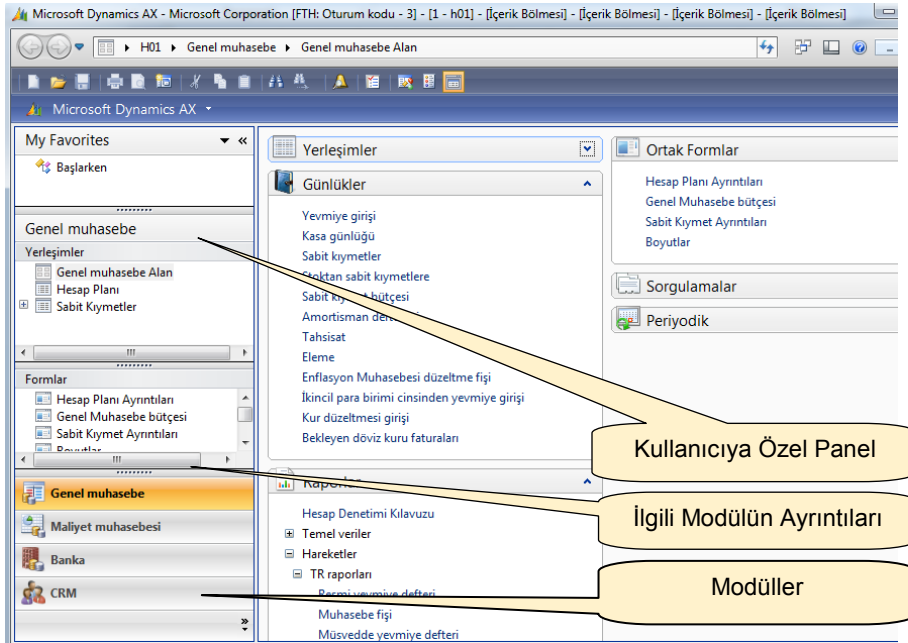 Microsoft Dynamics AX - Microsoft Corporation [FTH: Oturum kodu - 3] - [1 - h01] - [İçerik Bölmesi] - [İçerik Bölmesi] - [İçerik Bölmesi] - [İçerik Bölmesi]
H01 Genel muhasebe Genel muhasebe Alan
Microsoft Dynamics AX
My Favorites
Başlarken
Genel muhasebe
Yerleşimler
Genel muhasebe Alan
Hesap Planı
Sabit Kıymetler
Formlar
Hesap Planı Ayrıntıları
Genel Muhasebe bütçesi
Sabit Kıymet Ayrıntıları
Boyutlar
Genel muhasebe
Maliyet muhasebesi
Banka
CRM
Yerleşimler
Günlükler
Yevmiye girişi
Kasa günlüğü
Sabit kıymetler
Stoktan sabit kıymetlere
Sabit kıymet bütçesi
Amortisman
Tahsisat
Eleme
Enflasyon Muhasebesi düzeltme fişi
İkincil para birimi cinsinden yevmiye girişi
Kur düzeltmesi girişi
Bekleyen döviz kuru faturaları
Raporlar
Hesap Denetimi Kılavuzu
Temel veriler
Hareketler
TR raporları
Resmi yevmiye defteri
Muhasebe fişi
Müsvedde yevmiye defteri
Ortak Formlar
Hesap Planı Ayrıntıları
Genel Muhasebe bütçesi
Sabit Kıymet Ayrıntıları
Boyutlar
Sorgulamalar
Periyodik
Kullanıcıya Özel Panel
İlgili Modülün Ayrıntıları
Modüller